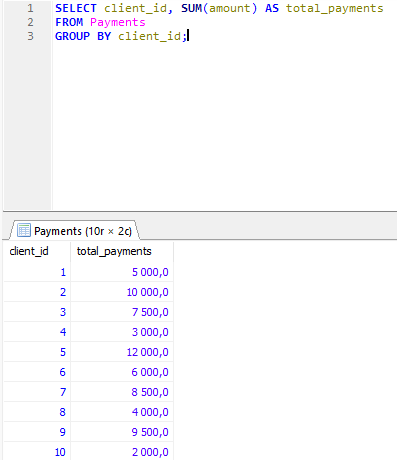 1 SELECT client_id, SUM(amount) AS total_payments
2 FROM Payments
3 GROUP BY client_id;
Payments (10r × 2c)
client_id total_payments
1 5 000,0
2 10 000,0
3 7 500,0
4 3 000,0
5 12 000,0
6 6 000,0
7 8 500,0
8 4 000,0
9 9 500,0
10 2 000,0